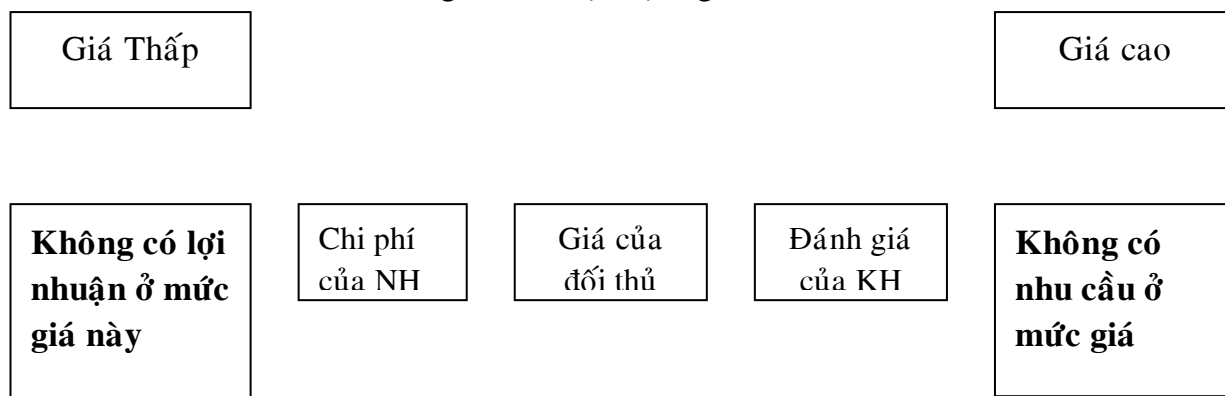 Giá Thấp
Giá cao
Không có lợi
nhuận ở mức
giá này
Chi phí
của NH
Giá của
đối thủ
Đánh giá
của KH
Không có
nhu cầu ở
mức giá